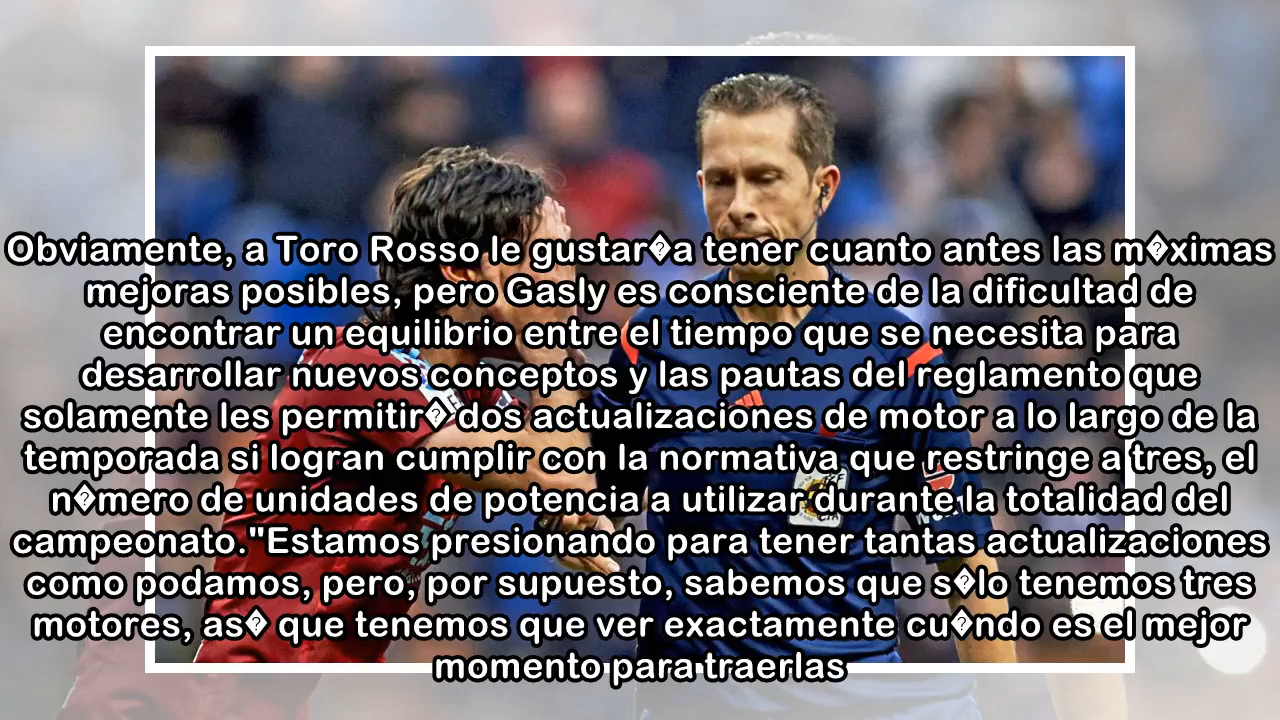 Obviamente, a Toro Rosso le gustar�a tener cuanto antes las m�ximas
mejoras posibles, pero Gasly es consciente de la dificultad de
encontrar un equilibrio entre el tiempo que se necesita para
desarrollar nuevos conceptos y las pautas del reglamento que
solamente les permitir� dos actualizaciones de motor a lo largo de la
temporada si logran cumplir con la normativa que restringe a tres, el
n�mero de unidades de potencia a utilizar durante la totalidad del
campeonato."Estamos presionando para tener tantas actualizaciones
como podamos, pero, por supuesto, sabemos que s�lo tenemos tres
motores, as� que tenemos que ver exactamente cu�ndo es el mejor
momento para traerlas